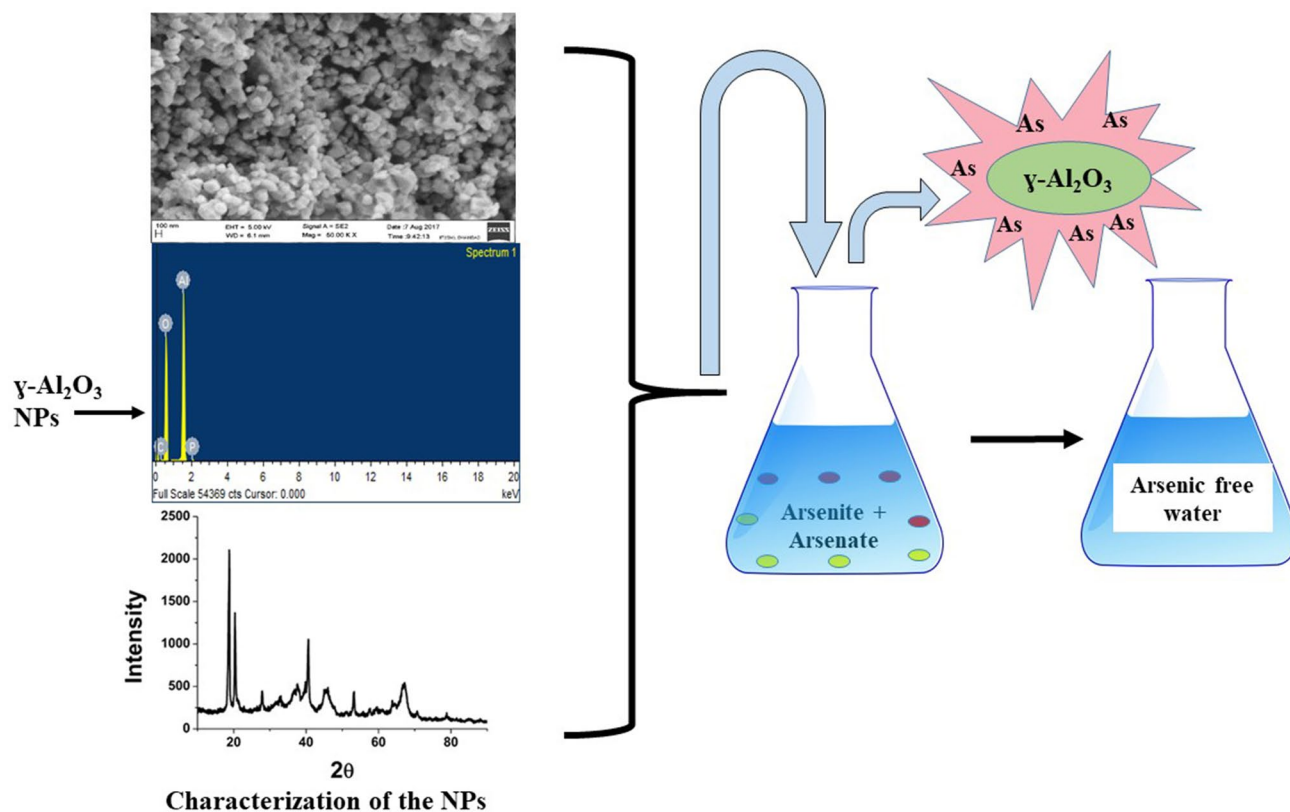 ɣ-Al₂O₃
NPs
100 nm
EHT = 5.00 kV
WD = 6.1 mm
Signal A = SE2
Mag = 50.00 K X
Date :7 Aug 2017
Time :9:42:13
ZEISS
Spectrum 1
Al
O
C
P
0 2 4 6 8 10 12 14 16 18 20
Full Scale 54369 cts Cursor: 0.000
keV
2500
2000
1500
1000
500
0
Intensity
20 40 60 80
2θ
Characterization of the NPs
As
As
As
ɣ-Al₂O₃
As
As
As
Arsenite +
Arsenate
Arsenic free
water